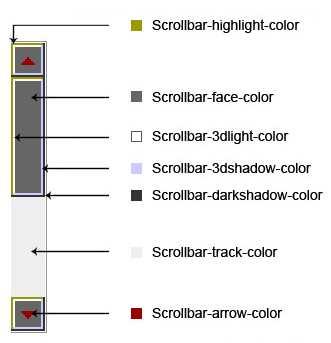 Scrollbar-highlight-color
Scrollbar-face-color
Scrollbar-3dlight-color
Scrollbar-3dshadow-color
Scrollbar-darkshadow-color
Scrollbar-track-color
Scrollbar-arrow-color